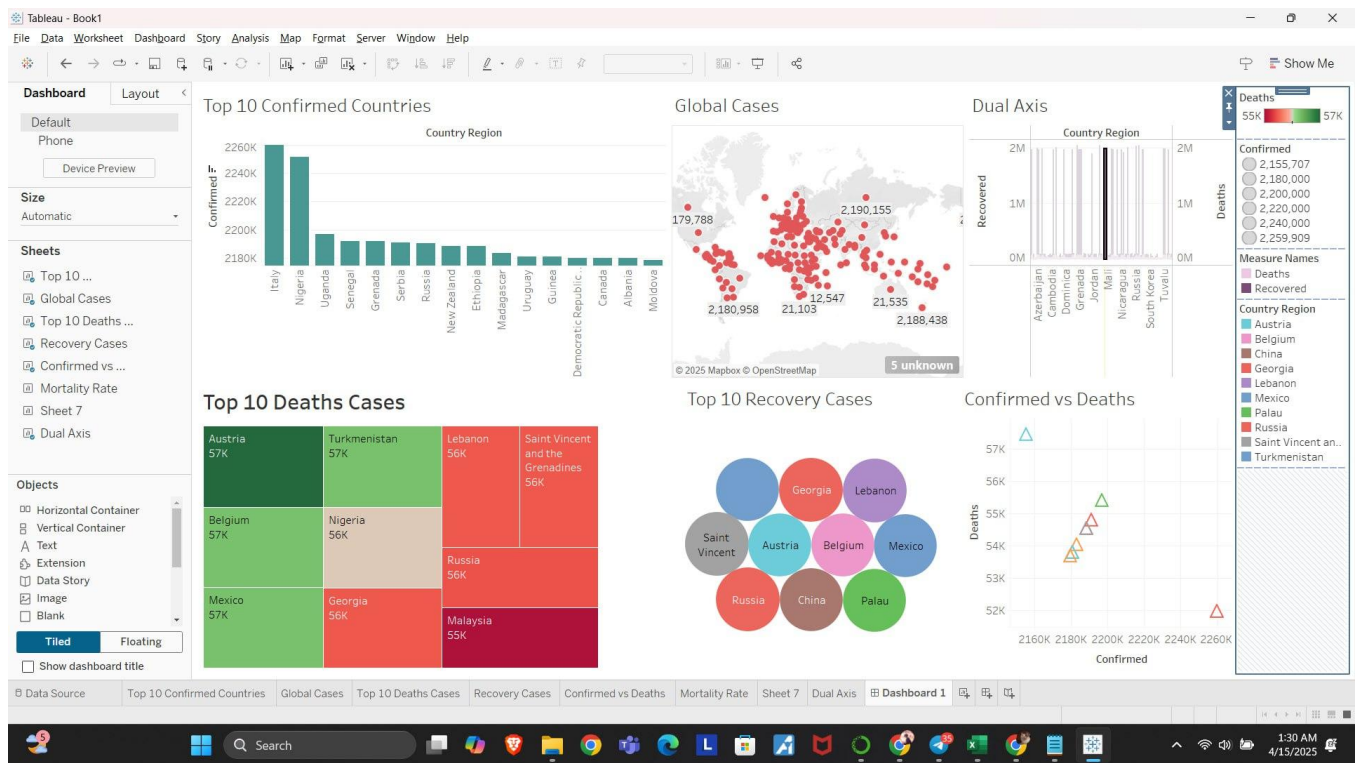 Tableau - Book1
File Data Worksheet Dashboard Story Analysis Map Format Server Window Help
Show Me
Dashboard Layout
Default
Phone
Device Preview
Size
Automatic
Sheets
Top 10 ...
Global Cases
Top 10 Deaths ...
Recovery Cases
Confirmed vs ...
Mortality Rate
Sheet 7
Dual Axis
Objects
Horizontal Container
Vertical Container
Text
Extension
Data Story
Image
Blank
Tiled Floating
Show dashboard title
Top 10 Confirmed Countries
Country Region
Confirmed
2260K
2240K
2220K
2200K
2180K
Italy
Nigeria
Uganda
Senegal
Grenada
Serbia
Russia
New Zealand
Ethiopia
Madagascar
Uruguay
Guinea
Democratic Republic ..
Canada
Albania
Moldova
Global Cases
179,788
2,190,155
2,180,958
21,103
12,547
21,535
2,188,438
© 2025 Mapbox © OpenStreetMap
5 unknown
Dual Axis
Country Region
Recovered
2M
1M
0M
2M
1M
0M
Deaths
Azerbaijan
Cambodia
Dominica
Grenada
Jordan
Mali
Nicaragua
Russia
South Korea
Tuvalu
Top 10 Deaths Cases
Austria
57K
Turkmenistan
57K
Lebanon
56K
Saint Vincent
and the
Grenadines
56K
Belgium
57K
Nigeria
56K
Russia
56K
Mexico
57K
Georgia
56K
Malaysia
55K
Top 10 Recovery Cases
Georgia
Lebanon
Saint
Vincent
Austria
Belgium
Mexico
Russia
China
Palau
Confirmed vs Deaths
Deaths
57K
56K
55K
54K
53K
52K
2160K 2180K 2200K 2220K 2240K 2260K
Confirmed
Deaths
55K 57K
Confirmed
2,155,707
2,180,000
2,200,000
2,220,000
2,240,000
2,259,909
Measure Names
Deaths
Recovered
Country Region
Austria
Belgium
China
Georgia
Lebanon
Mexico
Palau
Russia
Saint Vincent an..
Turkmenistan
Data Source Top 10 Confirmed Countries Global Cases Top 10 Deaths Cases Recovery Cases Confirmed vs Deaths Mortality Rate Sheet 7 Dual Axis Dashboard 1
5
Search
L
35
1:30 AM
4/15/2025